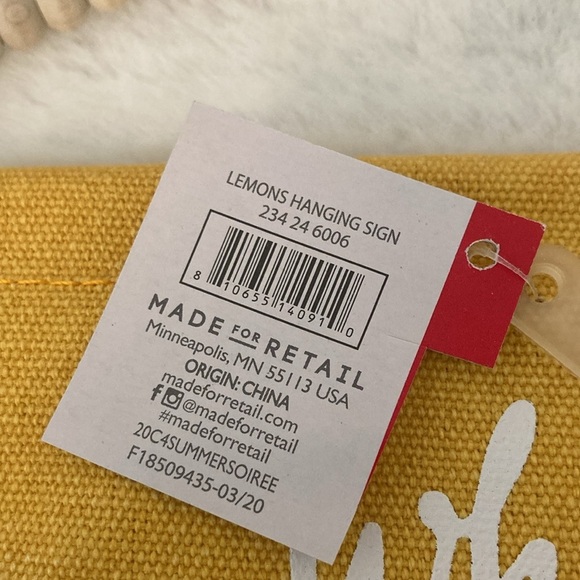 LEMONS HANGING SIGN
234 24 6006
8 10655 14091 0
MADE FOR RETAIL
Minneapolis, MN 55113 USA
ORIGIN: CHINA
madeforretail.com
f @madeforretail
#madeforretail
20C4SUMMERSOIREE
F18509435-03/20
wh